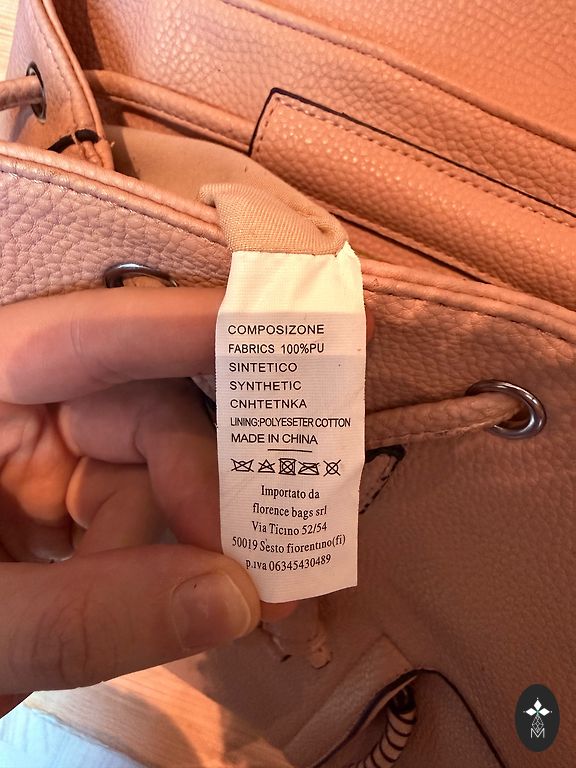 COMPOSIZONE
FABRICS 100%PU
SINTETICO
SYNTHETIC
CNHTETNKA
LINING:POLYESETER COTTON
MADE IN CHINA
Importato da
florence bags srl
Via Ticino 52/54
50019 Sesto fiorentino(fi)
p.iva 06345430489
M